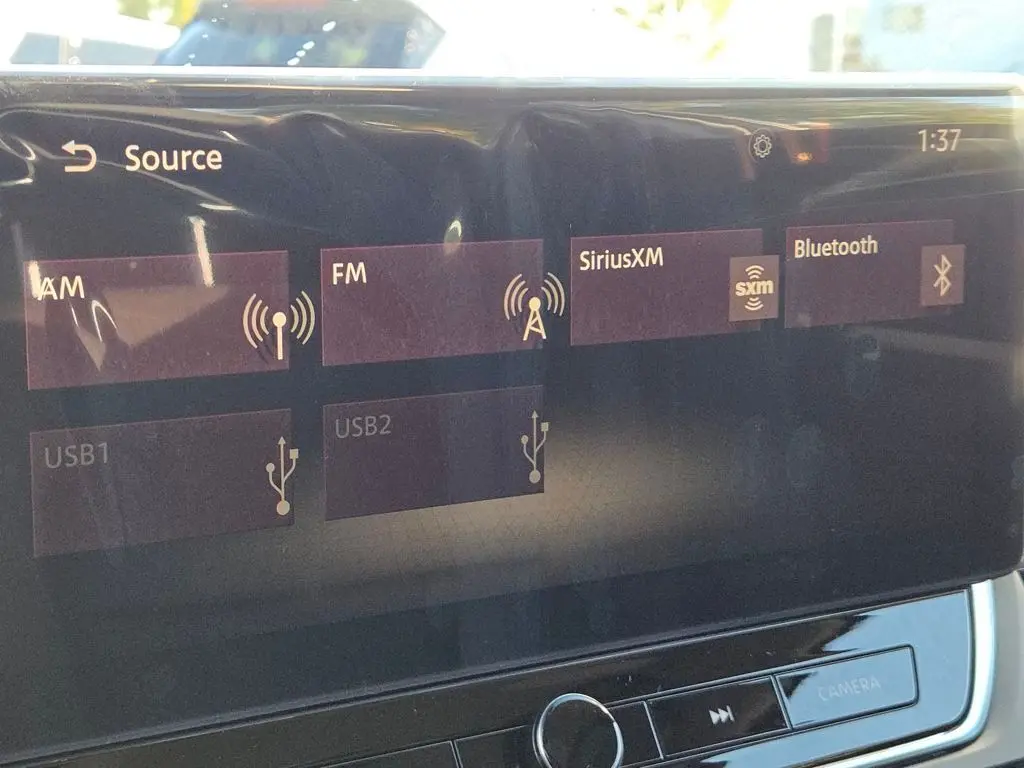 Source
1:37
AM
FM
SiriusXM
sxm
Bluetooth
USB1
USB2
CAMERA